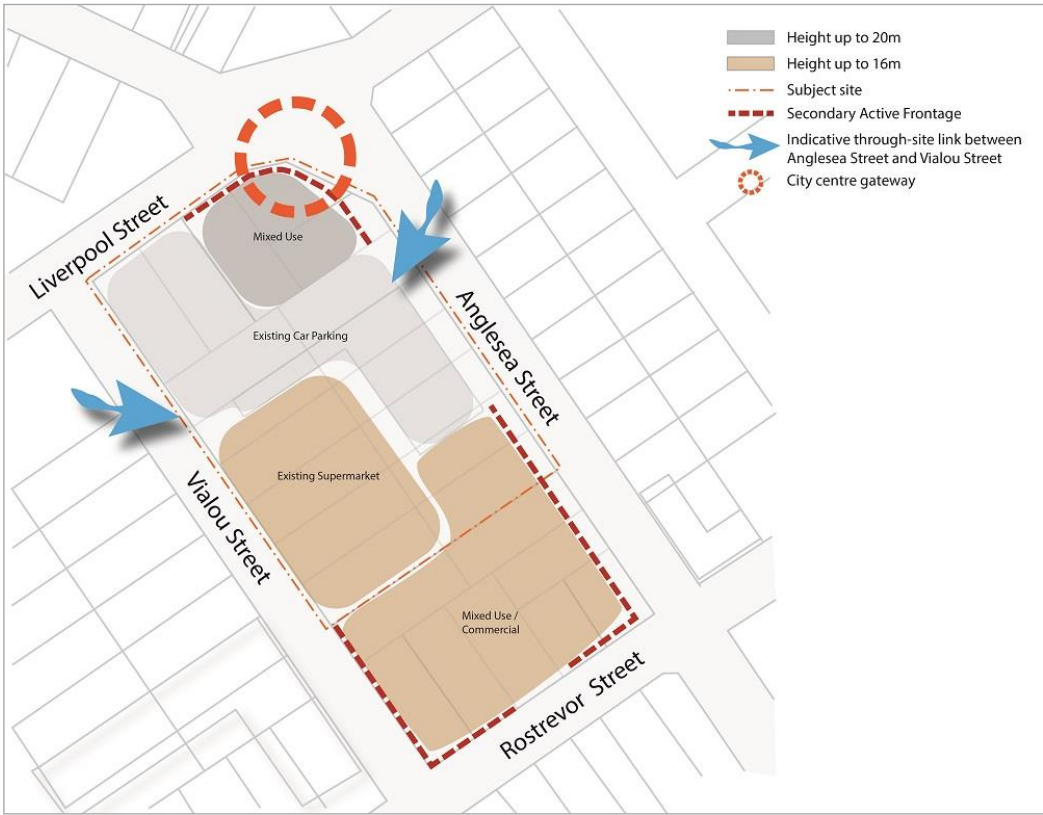 Height up to 20m
Height up to 16m
Subject site
Secondary Active Frontage
Indicative through-site link between
Anglesea Street and Vialou Street
City centre gateway
Liverpool Street
Mixed Use
Existing Car Parking
Anglesea Street
Existing Supermarket
Vialou Street
Mixed Use /
Commercial
Rostrevor Street